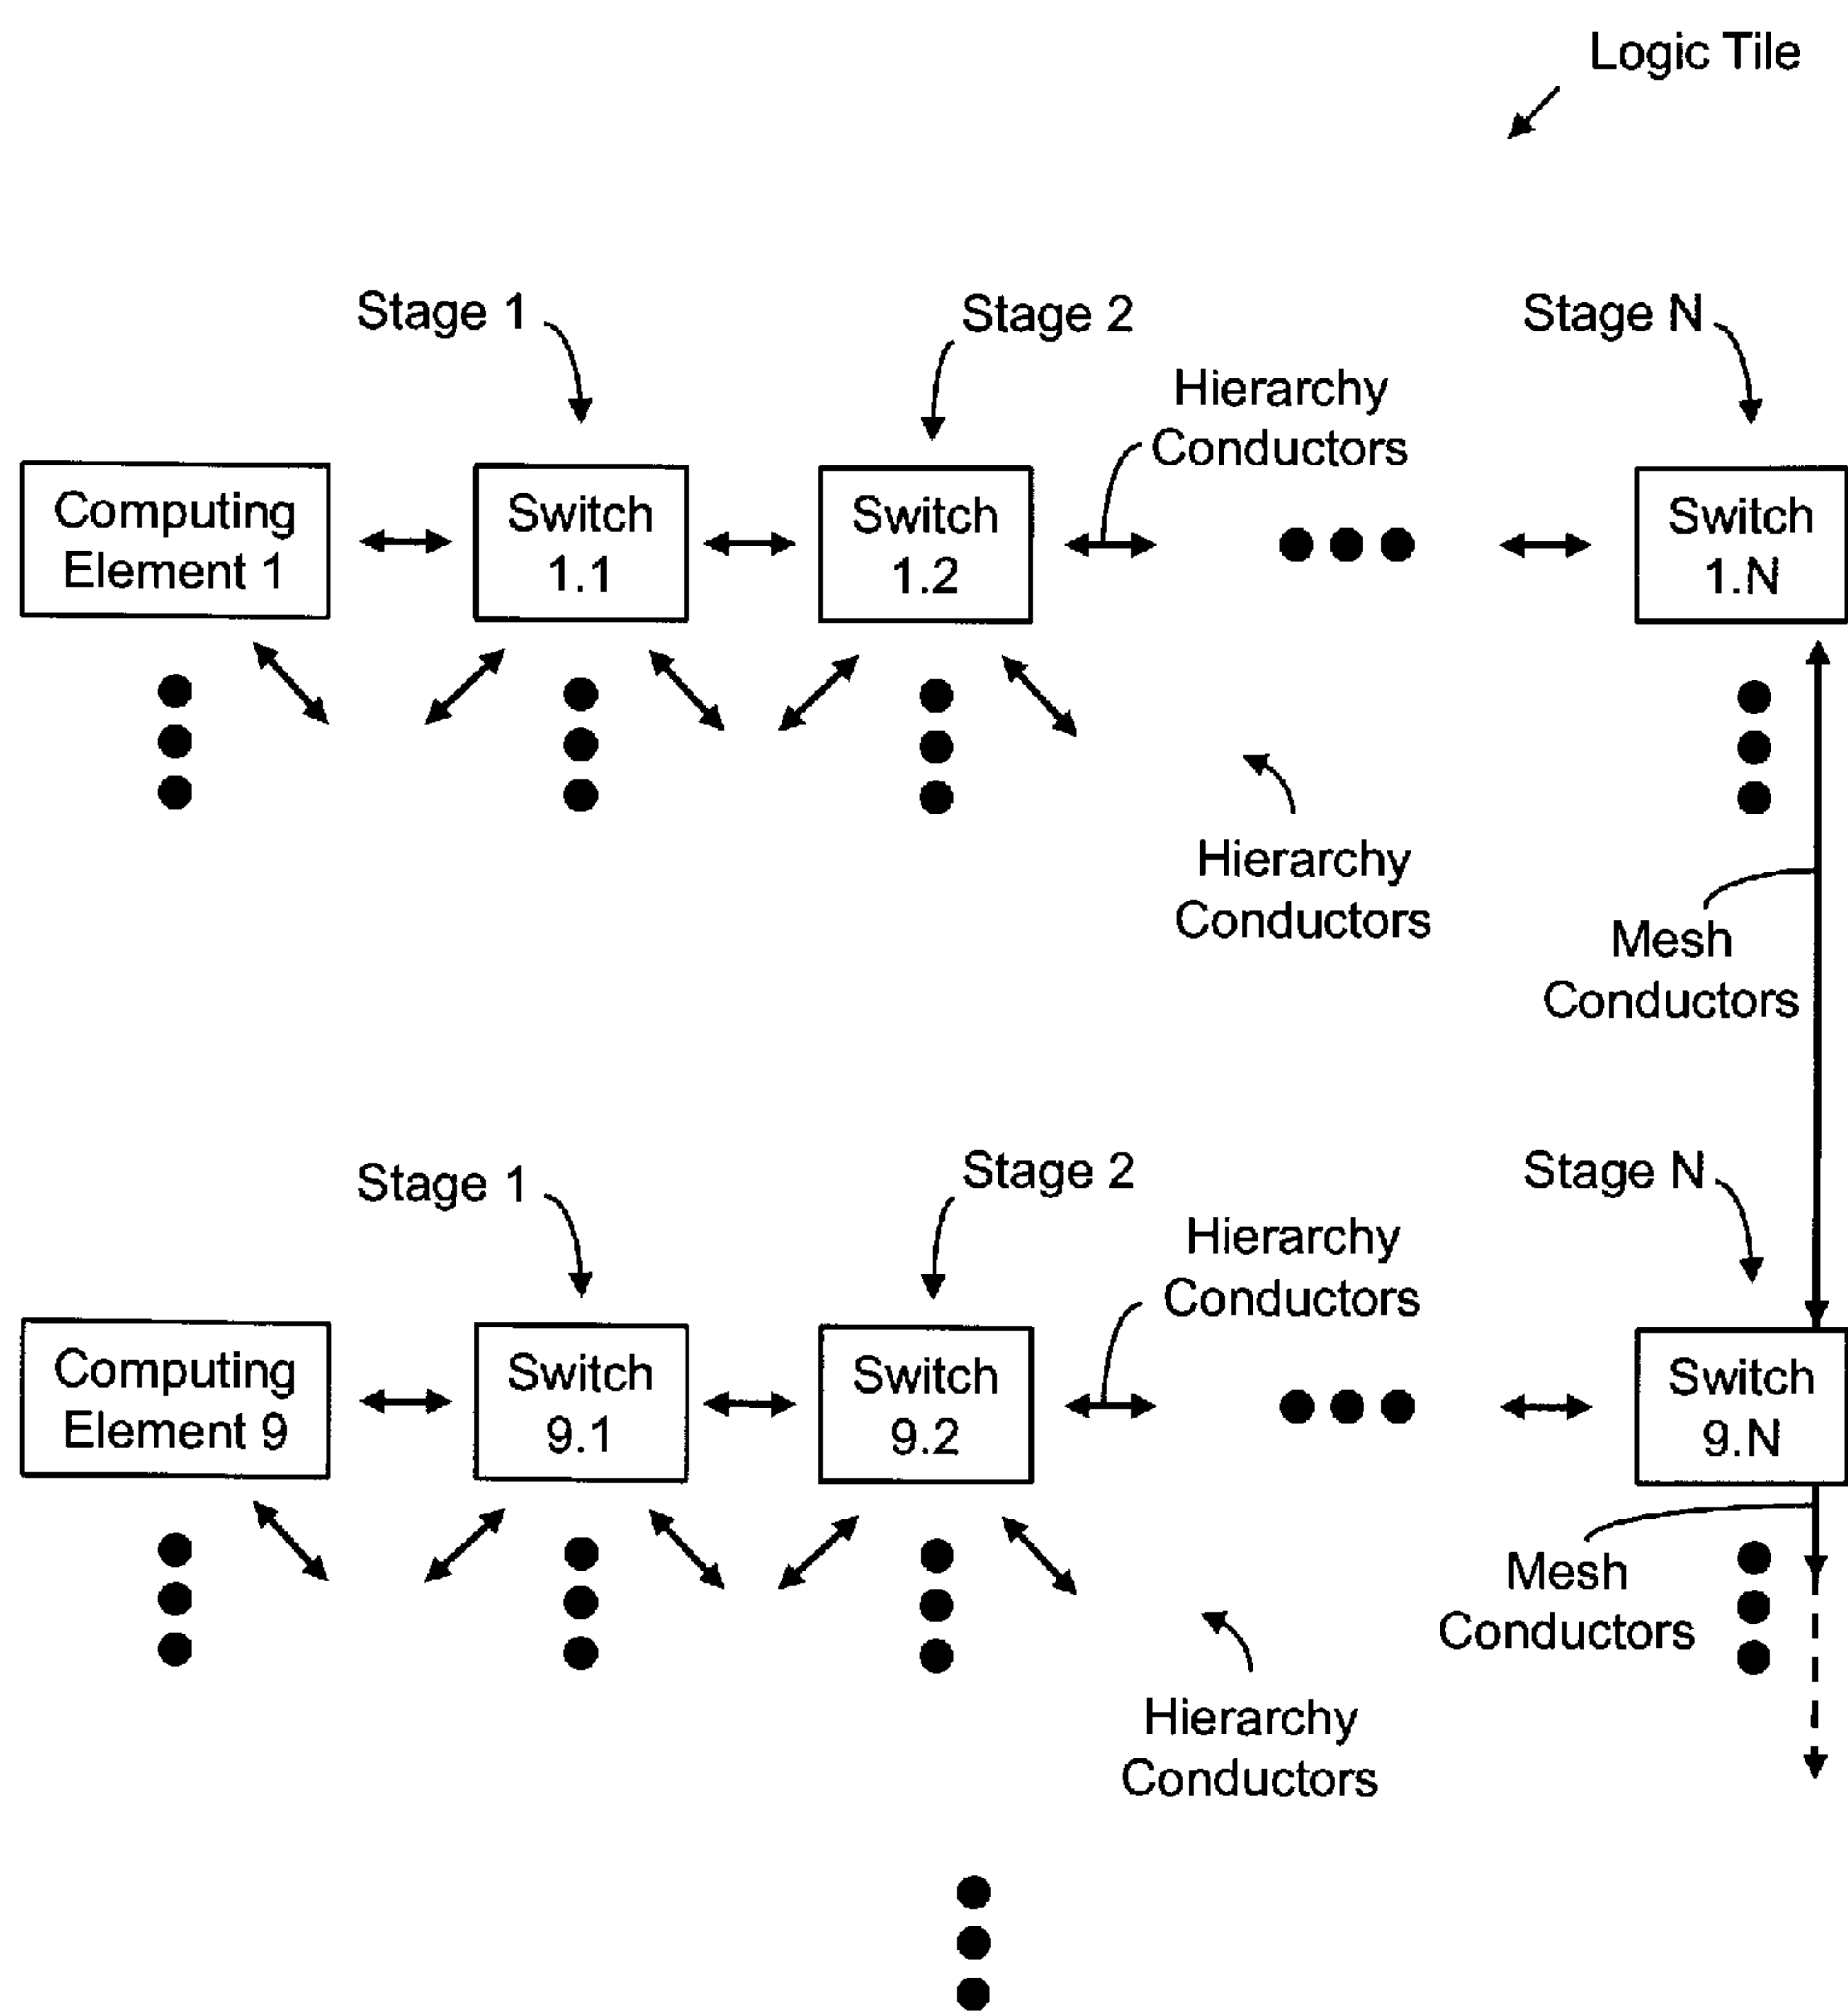 Logic Tile
Stage 1
Stage 2
Stage N
Hierarchy
Conductors
Computing
Element 1
Switch
1.1
Switch
1.2
Switch
1.N
Hierarchy
Conductors
Mesh
Conductors
Stage 1
Stage 2
Stage N
Hierarchy
Conductors
Computing
Element 9
Switch
9.1
Switch
9.2
Switch
9.N
Mesh
Conductors
Hierarchy
Conductors